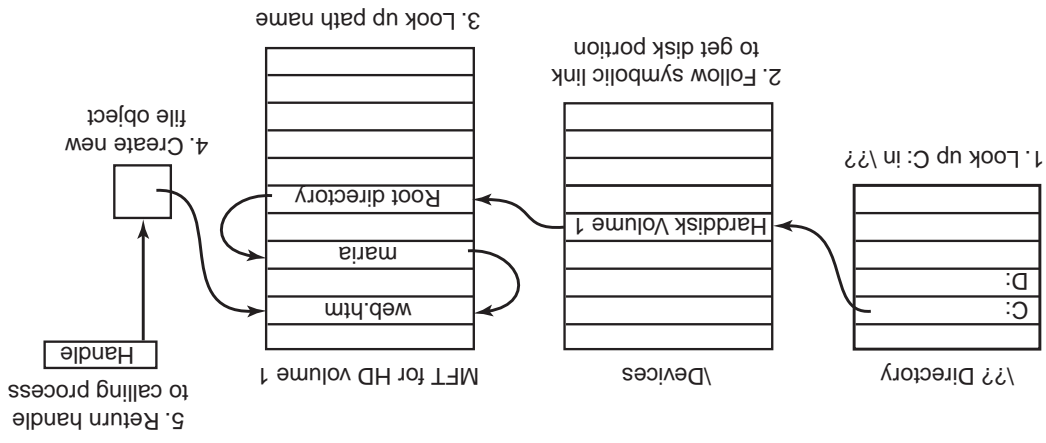 \?? Directory
C:
D:
1. Look up C: in \??
\Devices
Harddisk Volume 1
2. Follow symbolic link
to get disk portion
MFT for HD volume 1
web.htm
maria
Root directory
3. Look up path name
5. Return handle
to calling process
Handle
4. Create new
file object